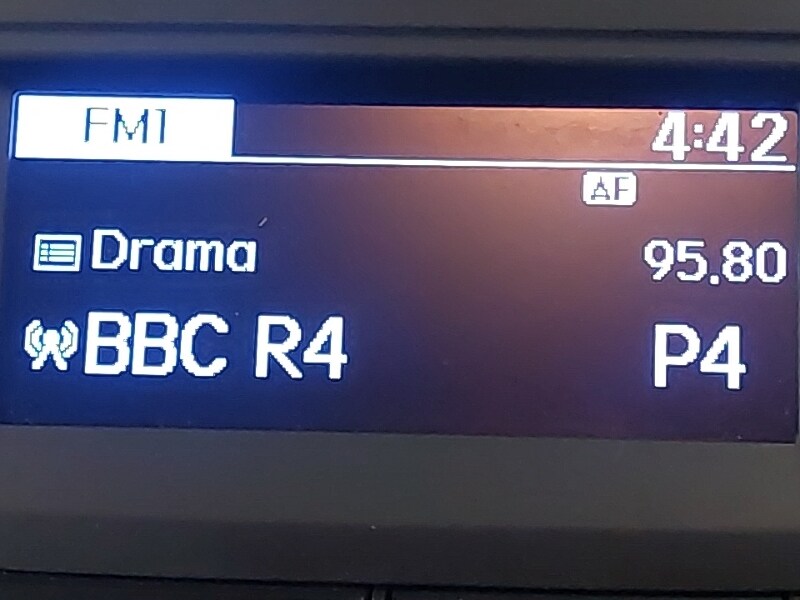 FM1 4:42
AF
Drama 95.80
BBC R4 P4